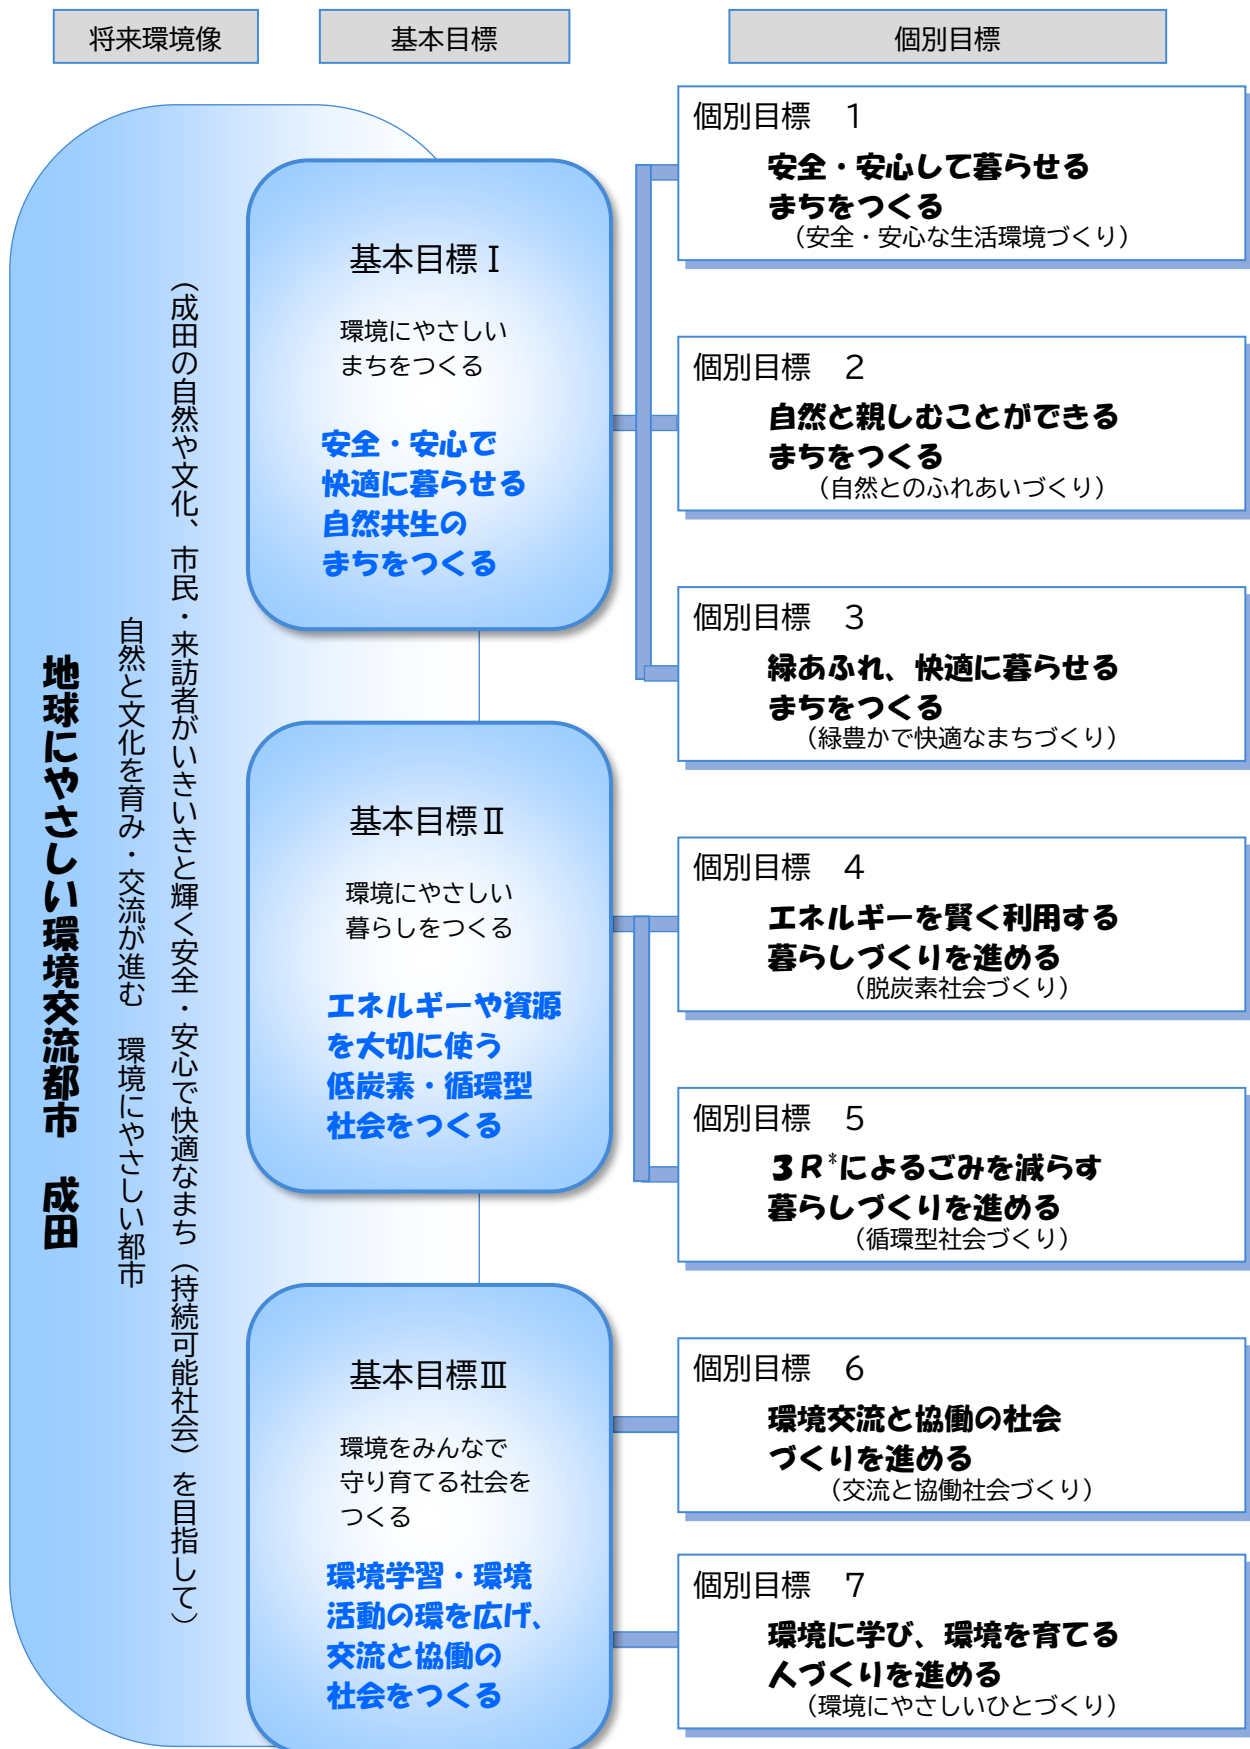 将来環境像
基本目標
個別目標
地球にやさしい環境交流都市　成田
自然と文化を育み・交流が進む　環境にやさしい都市
（成田の自然や文化、市民・来訪者がいきいきと輝く安全・安心で快適なまち（持続可能社会）を目指して）
基本目標Ⅰ
環境にやさしい
まちをつくる
安全・安心で
快適に暮らせる
自然共生の
まちをつくる
個別目標　1
安全・安心して暮らせる
まちをつくる
（安全・安心な生活環境づくり）
個別目標　2
自然と親しむことができる
まちをつくる
（自然とのふれあいづくり）
個別目標　3
緑あふれ、快適に暮らせる
まちをつくる
（緑豊かで快適なまちづくり）
基本目標Ⅱ
環境にやさしい
暮らしをつくる
エネルギーや資源
を大切に使う
低炭素・循環型
社会をつくる
個別目標　4
エネルギーを賢く利用する
暮らしづくりを進める
（脱炭素社会づくり）
個別目標　5
３Ｒ*によるごみを減らす
暮らしづくりを進める
（循環型社会づくり）
基本目標Ⅲ
環境をみんなで
守り育てる社会を
つくる
環境学習・環境
活動の環を広げ、
交流と協働の
社会をつくる
個別目標　6
環境交流と協働の社会
づくりを進める
（交流と協働社会づくり）
個別目標　7
環境に学び、環境を育てる
人づくりを進める
（環境にやさしいひとづくり）